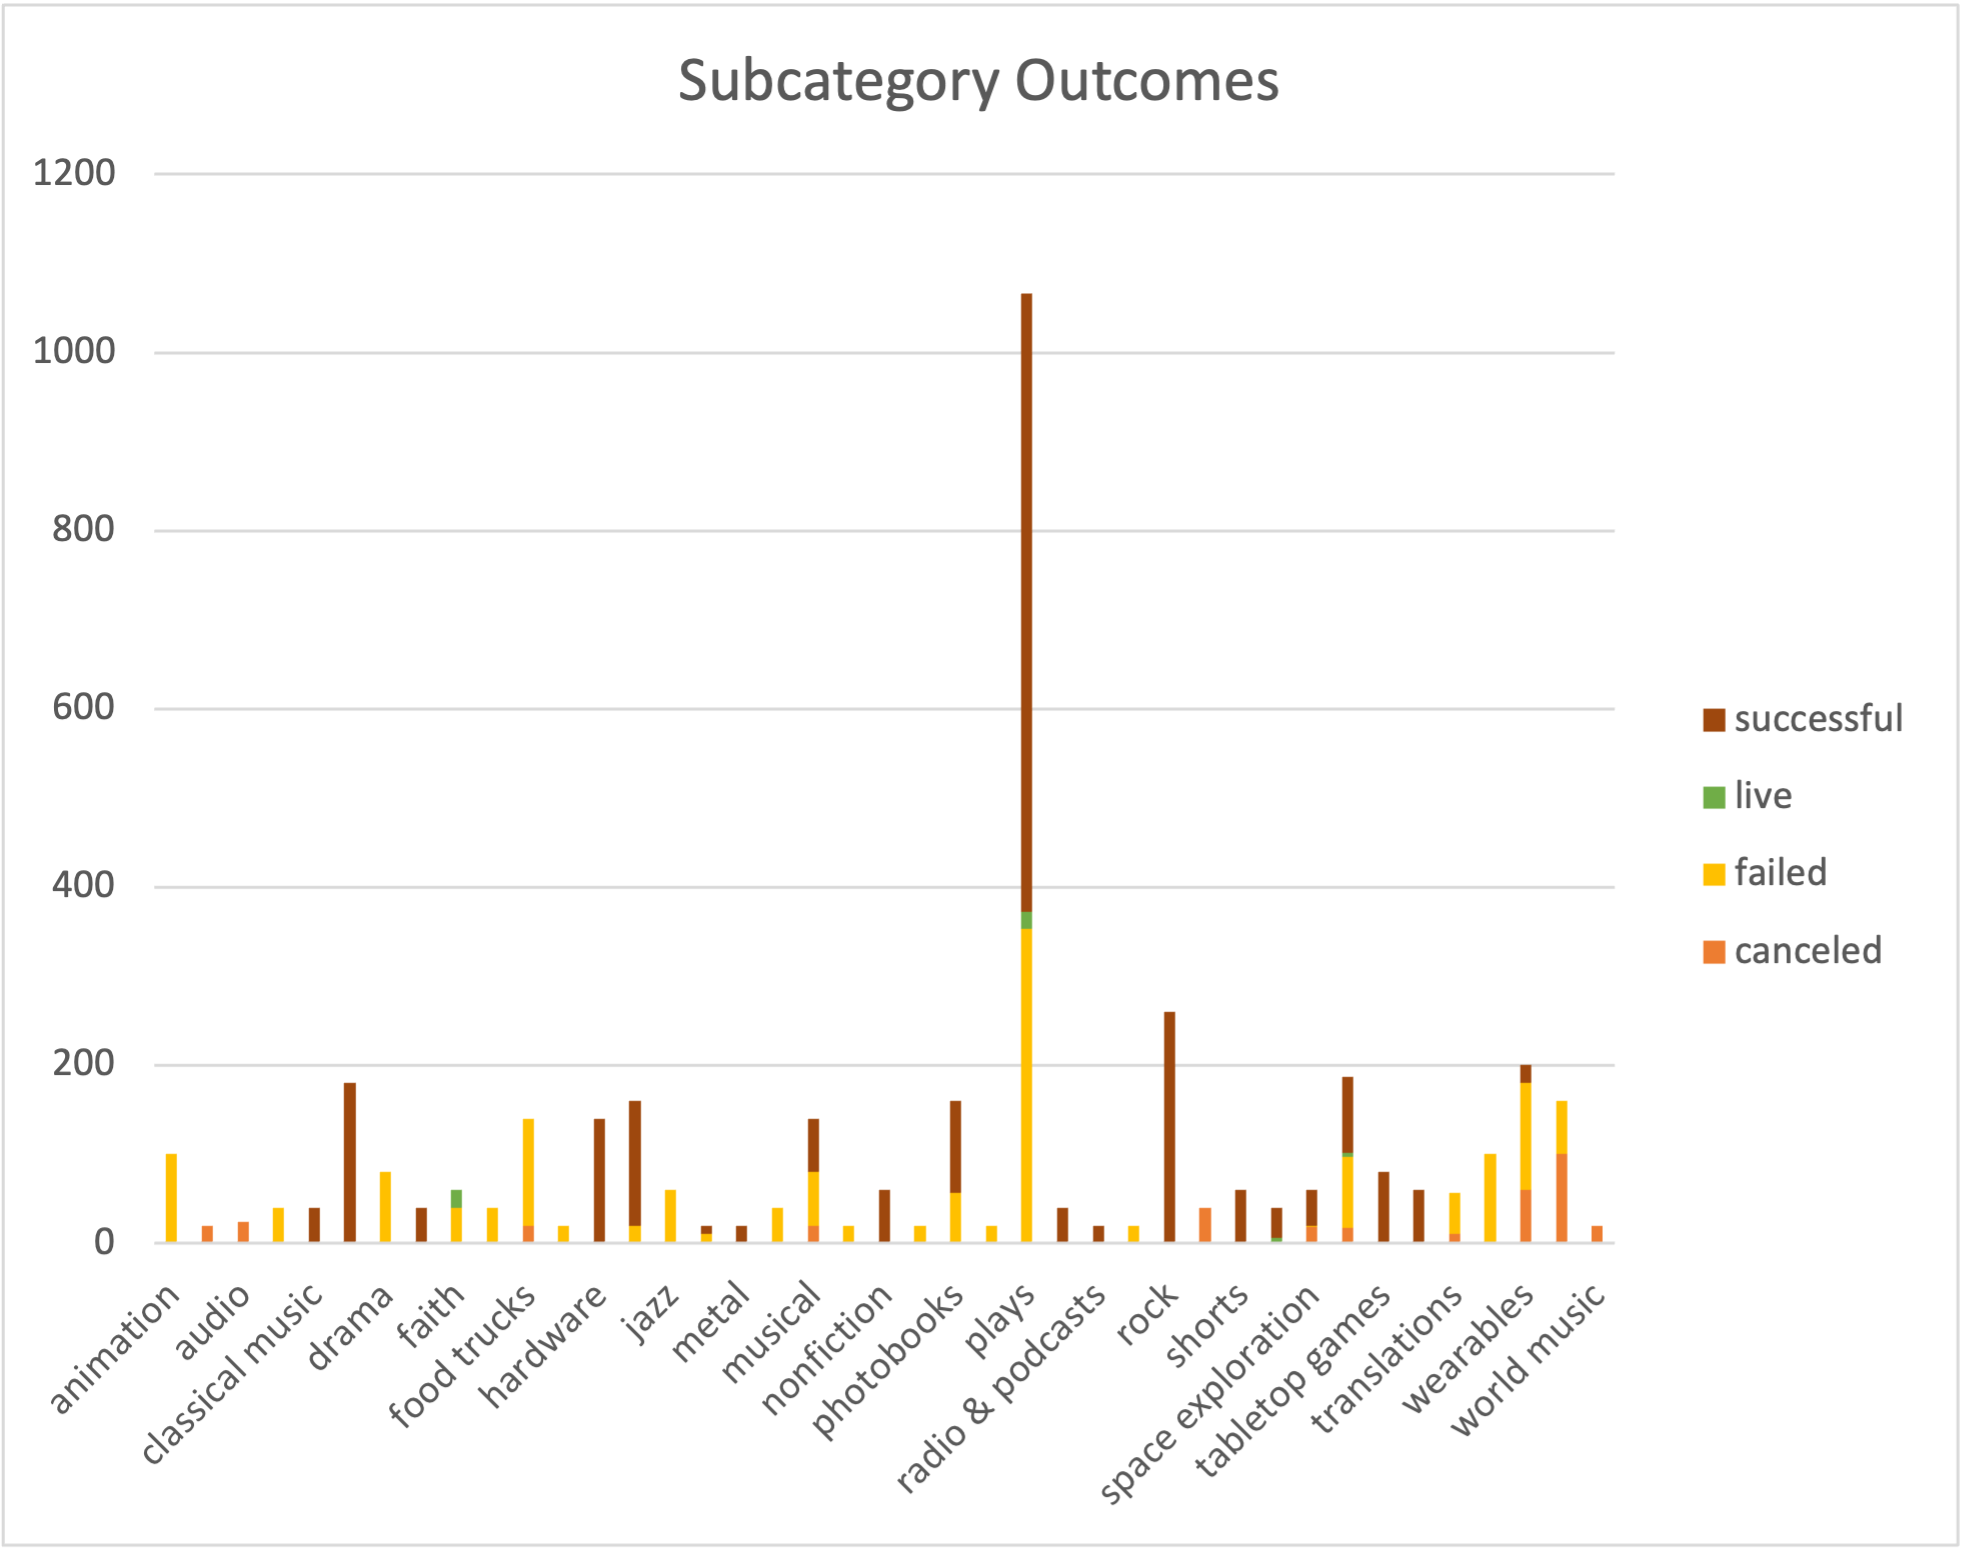 Subcategory Outcomes
1200
1000
800
600
400
200
0
successful
live
failed
canceled
animation
audio
classical music
drama
faith
food trucks
hardware
jazz
metal
musical
nonfiction
photobooks
plays
radio & podcasts
rock
shorts
space exploration
tabletop games
translations
wearables
world music